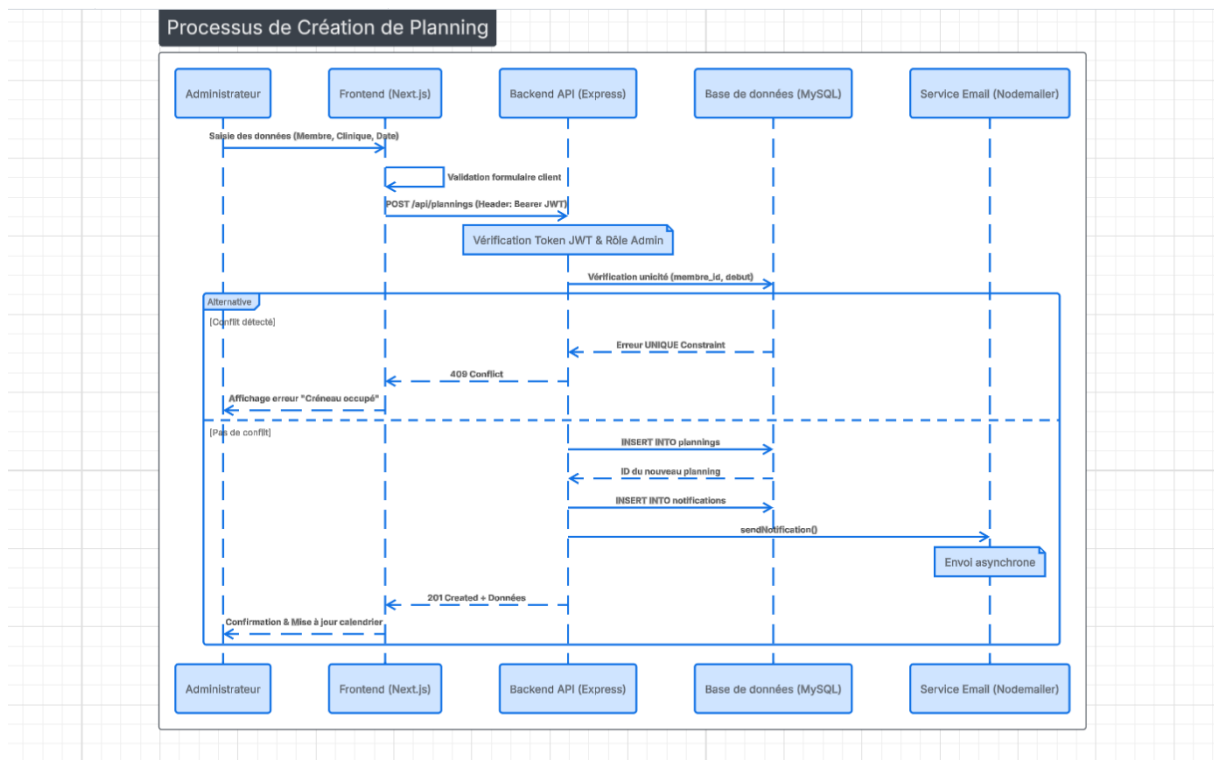 Processus de Création de Planning
Administrateur
Frontend (Next.js)
Backend API (Express)
Base de données (MySQL)
Service Email (Nodemailer)
Saisie des données (Membre, Clinique, Date)
Validation formulaire client
POST /api/plannings (Header: Bearer JWT)
Vérification Token JWT & Rôle Admin
Vérification unicité (membre_id, debut)
Alternative
[Conflit détecté]
Erreur UNIQUE Constraint
409 Conflict
Affichage erreur "Créneau occupé"
[Pas de conflit]
INSERT INTO plannings
ID du nouveau planning
INSERT INTO notifications
sendNotification()
Envoi asynchrone
201 Created + Données
Confirmation & Mise à jour calendrier
Administrateur
Frontend (Next.js)
Backend API (Express)
Base de données (MySQL)
Service Email (Nodemailer)